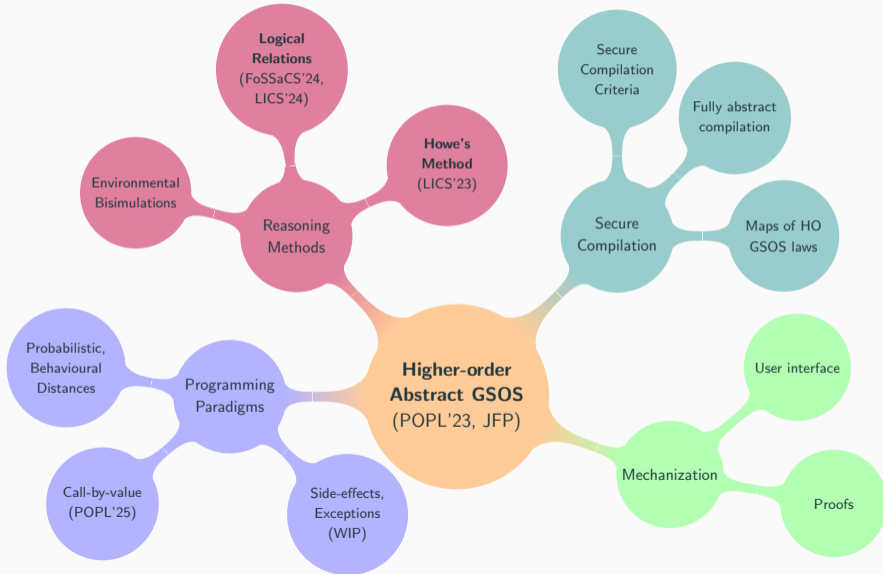 Logical
Relations
(FoSSaCS'24,
LICS'24)
Howe's
Method
(LICS'23)
Environmental
Bisimulations
Reasoning
Methods
Secure
Compilation
Criteria
Fully abstract
compilation
Secure
Compilation
Maps of HO
GSOS laws
Higher-order
Abstract GSOS
(POPL'23, JFP)
Probabilistic,
Behavioural
Distances
Programming
Paradigms
Call-by-value
(POPL'25)
Side-effects,
Exceptions
(WIP)
User interface
Mechanization
Proofs